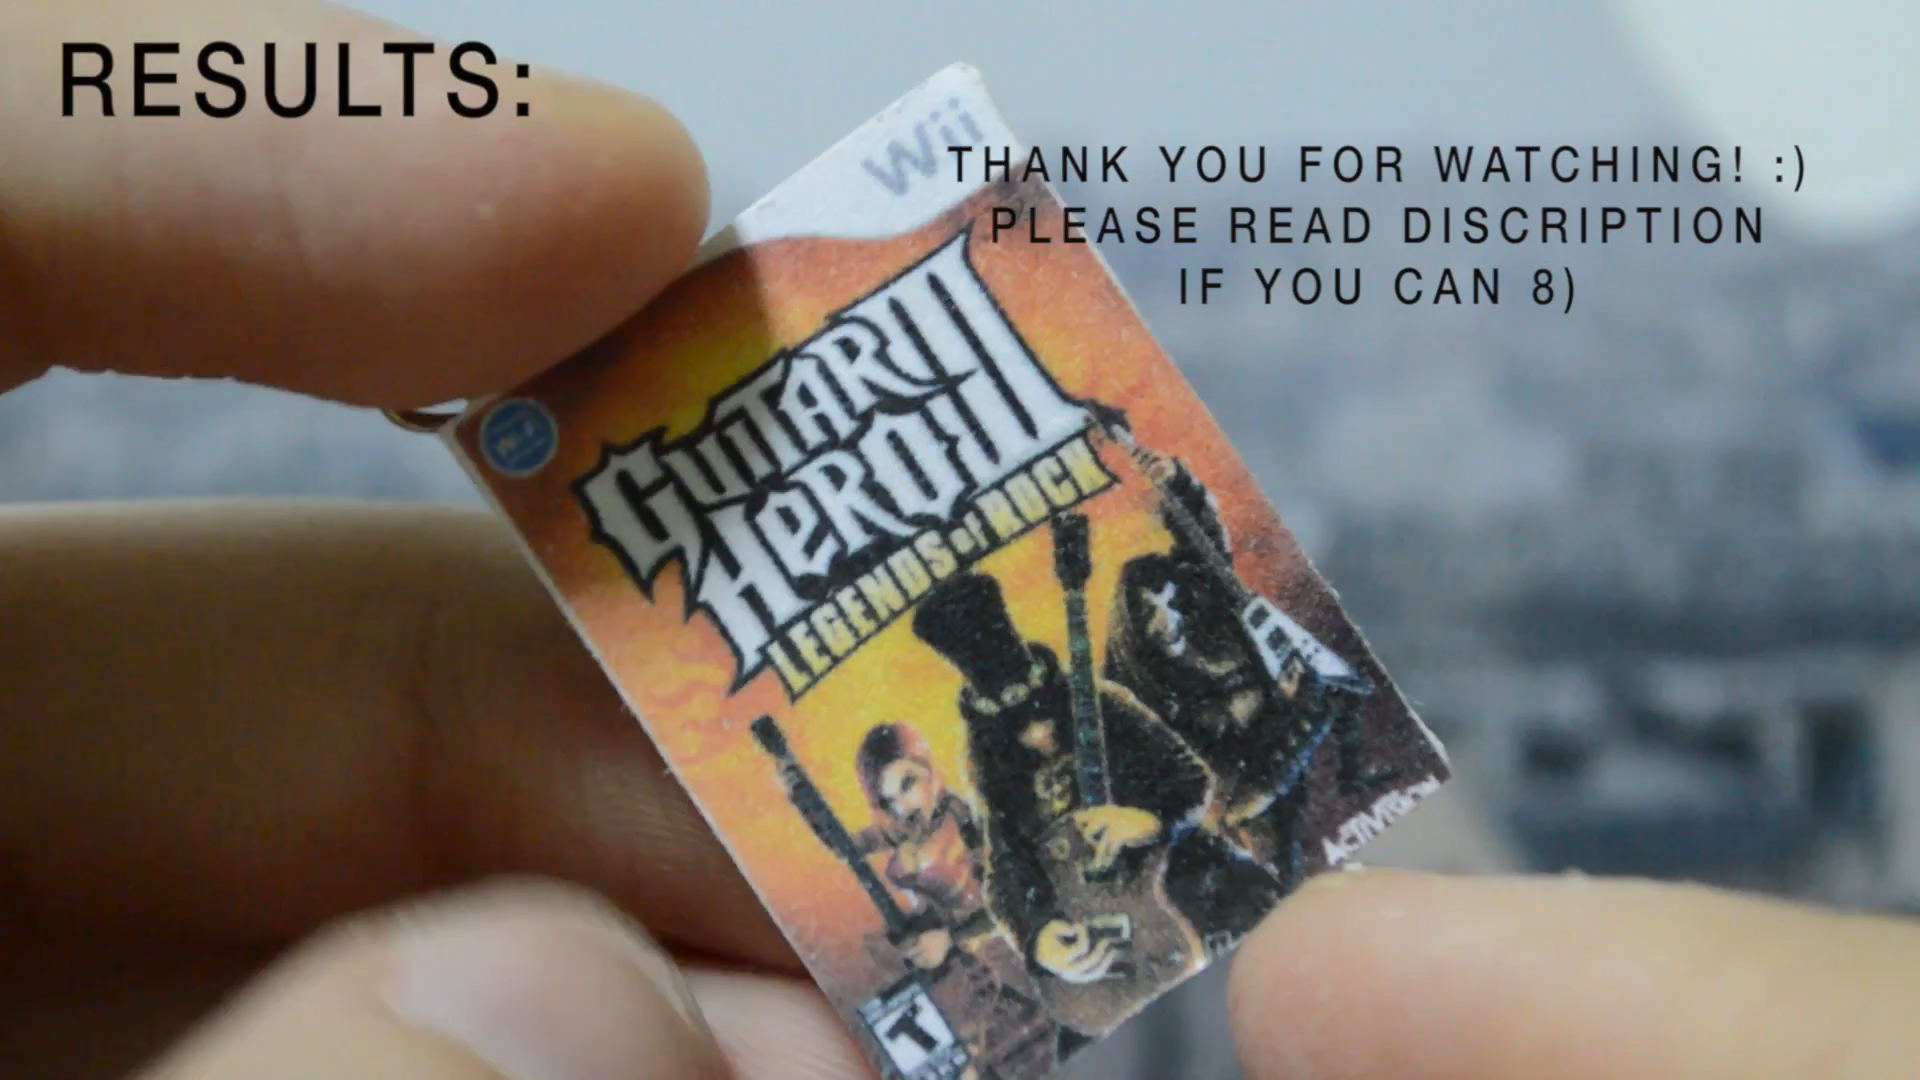 RESULTS:
THANK YOU FOR WATCHING! :)
PLEASE READ DISCRIPTION
IF YOU CAN 8)
Wii
GUITAR
HERO III
LEGENDS of ROCK
ACTIVISION
T